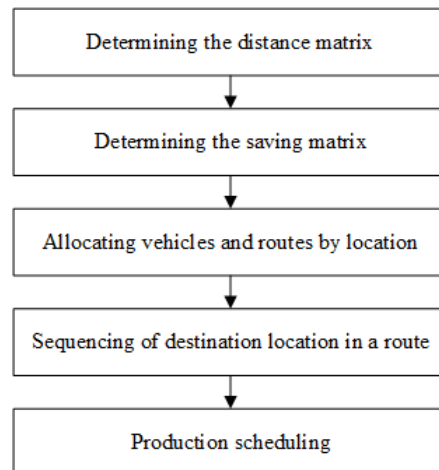 Determining the distance matrix
Determining the saving matrix
Allocating vehicles and routes by location
Sequencing of destination location in a route
Production scheduling